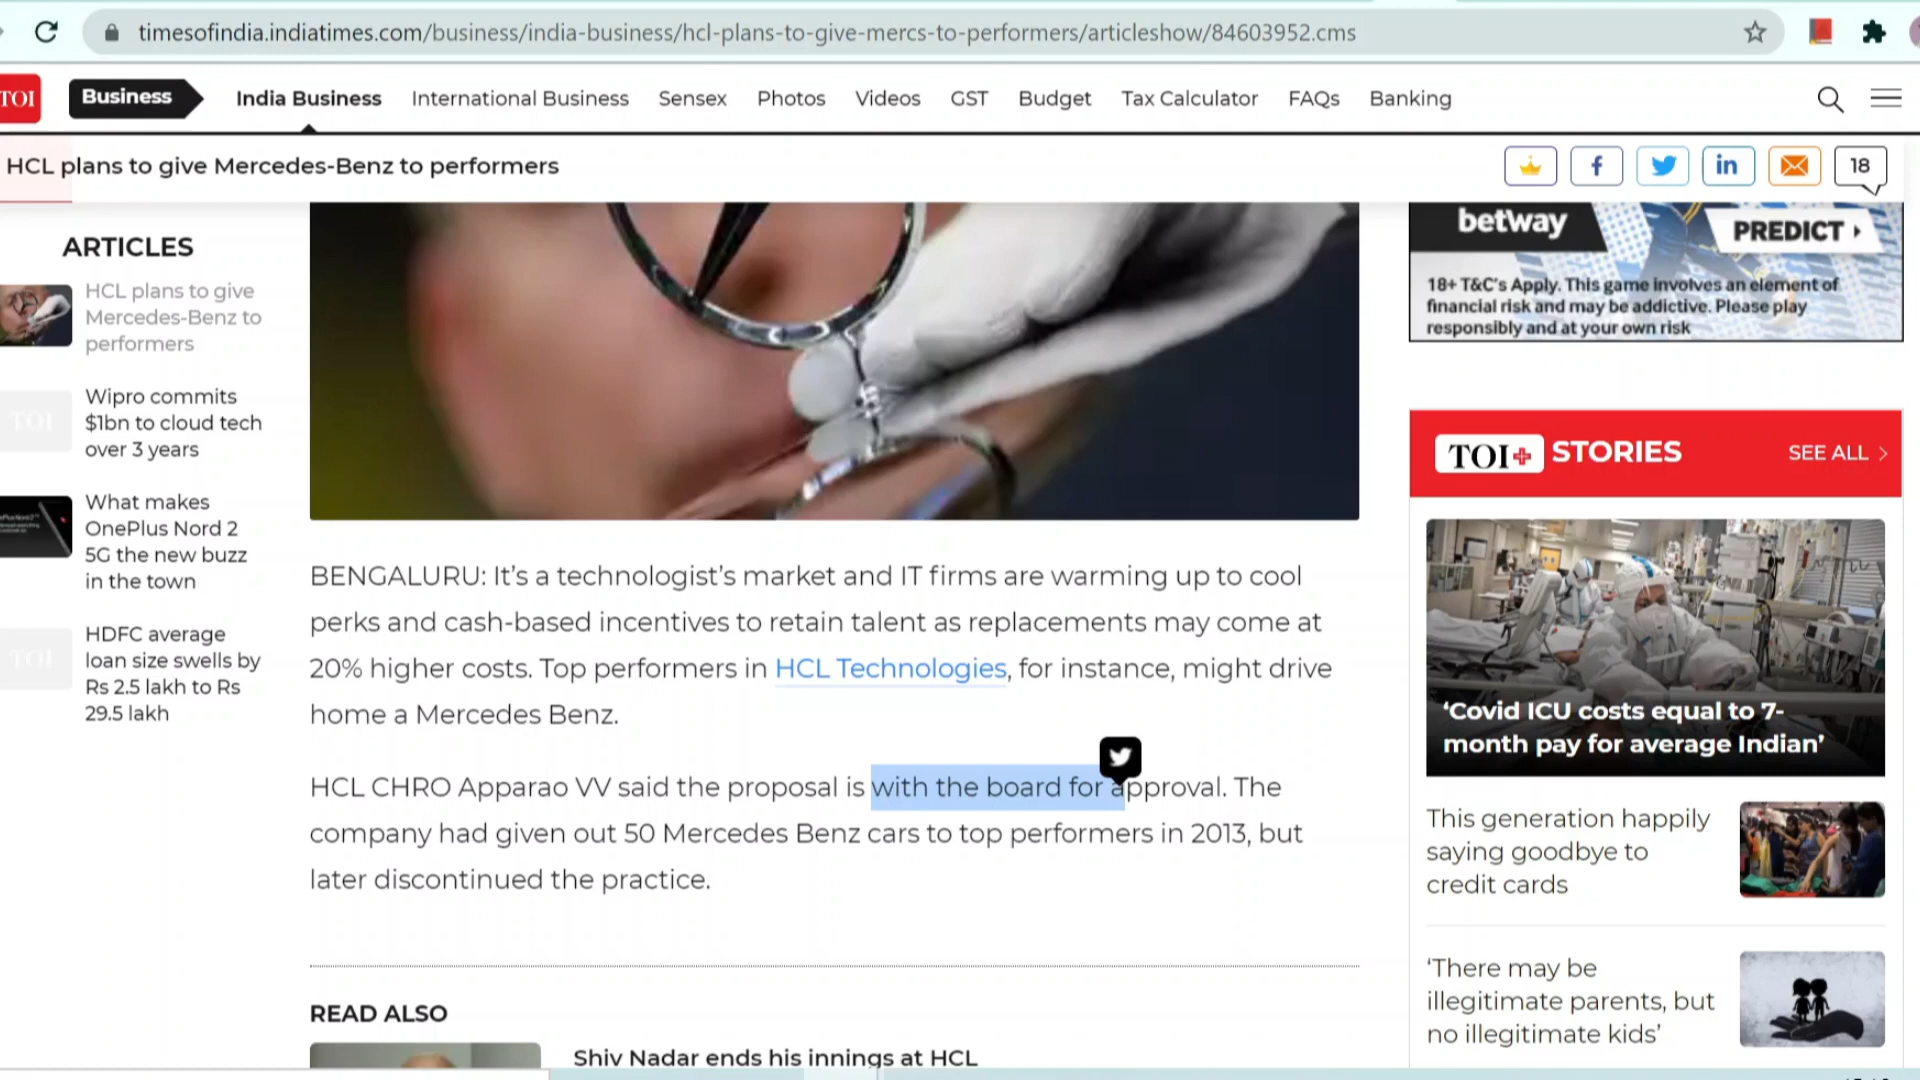 timesofindia.indiatimes.com/business/india-business/hcl-plans-to-give-mercs-to-performers/articleshow/84603952.cms
TOI
Business
India Business
International Business
Sensex
Photos
Videos
GST
Budget
Tax Calculator
FAQs
Banking
HCL plans to give Mercedes-Benz to performers
f
in
18
ARTICLES
HCL plans to give
Mercedes-Benz to
performers
TOI
Wipro commits
$1bn to cloud tech
over 3 years
What makes
OnePlus Nord 2
5G the new buzz
in the town
TOI
HDFC average
loan size swells by
Rs 2.5 lakh to Rs
29.5 lakh
BENGALURU: It’s a technologist’s market and IT firms are warming up to cool
perks and cash-based incentives to retain talent as replacements may come at
20% higher costs. Top performers in HCL Technologies, for instance, might drive
home a Mercedes Benz.
HCL CHRO Apparao VV said the proposal is with the board for approval. The
company had given out 50 Mercedes Benz cars to top performers in 2013, but
later discontinued the practice.
READ ALSO
Shiv Nadar ends his innings at HCL
betway
PREDICT
18+ T&C's Apply. This game involves an element of
financial risk and may be addictive. Please play
responsibly and at your own risk
TOI+ STORIES
SEE ALL
‘Covid ICU costs equal to 7-
month pay for average Indian’
This generation happily
saying goodbye to
credit cards
‘There may be
illegitimate parents, but
no illegitimate kids’